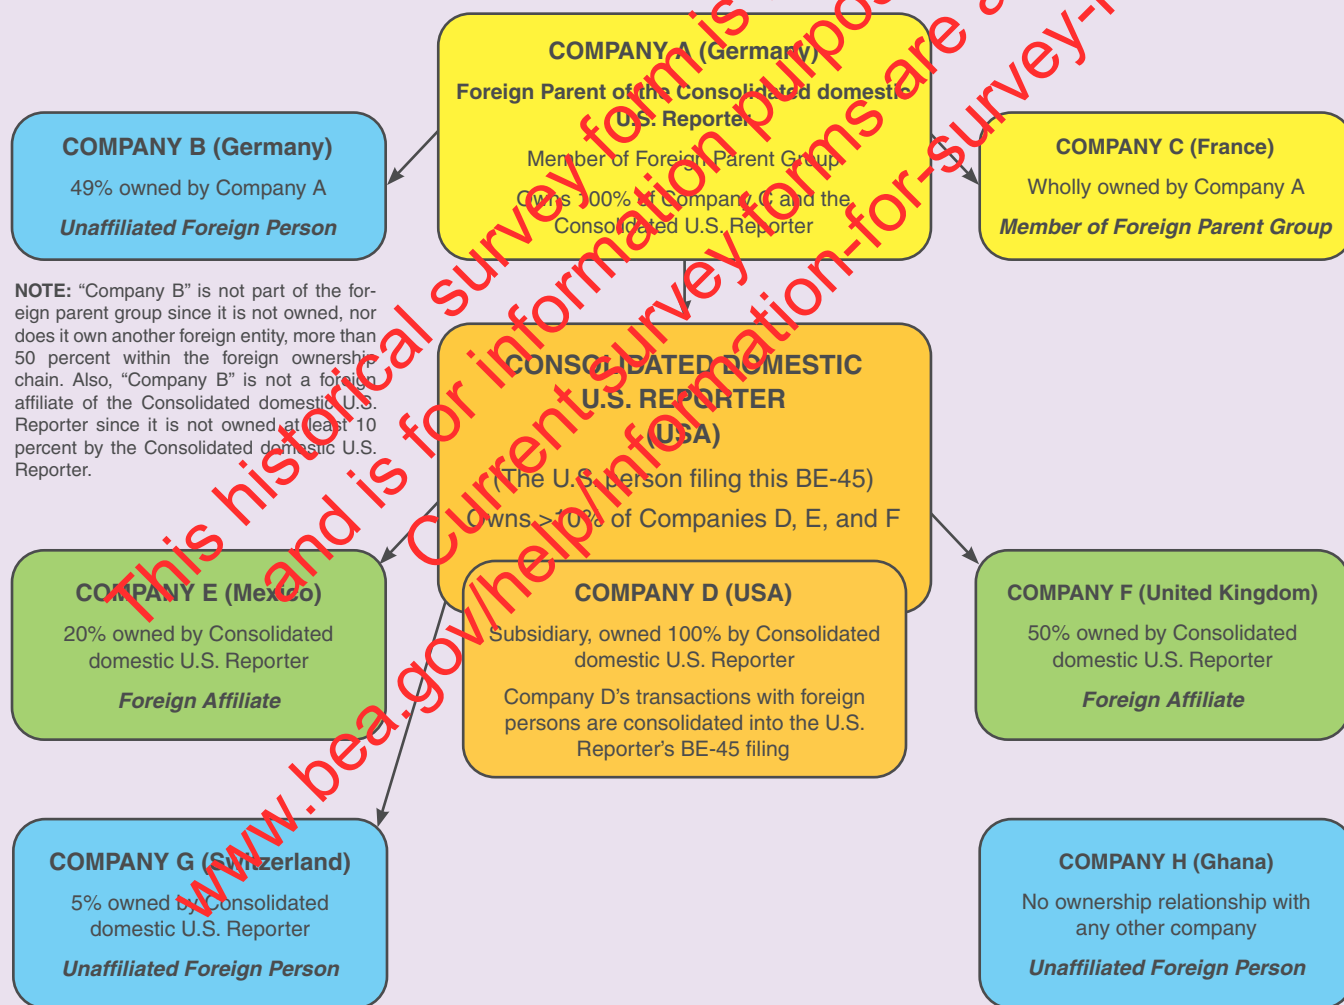 COMPANY A (Germany)
Foreign Parent of the Consolidated domestic
U.S. Reporter
Member of Foreign Parent Group
Owns 100% of Company C and the
Consolidated U.S. Reporter
COMPANY B (Germany)
49% owned by Company A
Unaffiliated Foreign Person
COMPANY C (France)
Wholly owned by Company A
Member of Foreign Parent Group
NOTE: “Company B” is not part of the for-
eign parent group since it is not owned, nor
does it own another foreign entity, more than
50 percent within the foreign ownership
chain. Also, “Company B” is not a foreign
affiliate of the Consolidated domestic U.S.
Reporter since it is not owned at least 10
percent by the Consolidated domestic U.S.
Reporter.
CONSOLIDATED DOMESTIC
U.S. REPORTER
(USA)
(The U.S. person filing this BE-45)
Owns >10% of Companies D, E, and F
COMPANY E (Mexico)
20% owned by Consolidated
domestic U.S. Reporter
Foreign Affiliate
COMPANY D (USA)
Subsidiary, owned 100% by Consolidated
domestic U.S. Reporter
Company D’s transactions with foreign
persons are consolidated into the U.S.
Reporter’s BE-45 filing
COMPANY F (United Kingdom)
50% owned by Consolidated
domestic U.S. Reporter
Foreign Affiliate
COMPANY G (Switzerland)
5% owned by Consolidated
domestic U.S. Reporter
Unaffiliated Foreign Person
COMPANY H (Ghana)
No ownership relationship with
any other company
Unaffiliated Foreign Person
This historical survey form is
and is for information purpos
Current survey forms are a
www.bea.gov/help/information-for-survey-r